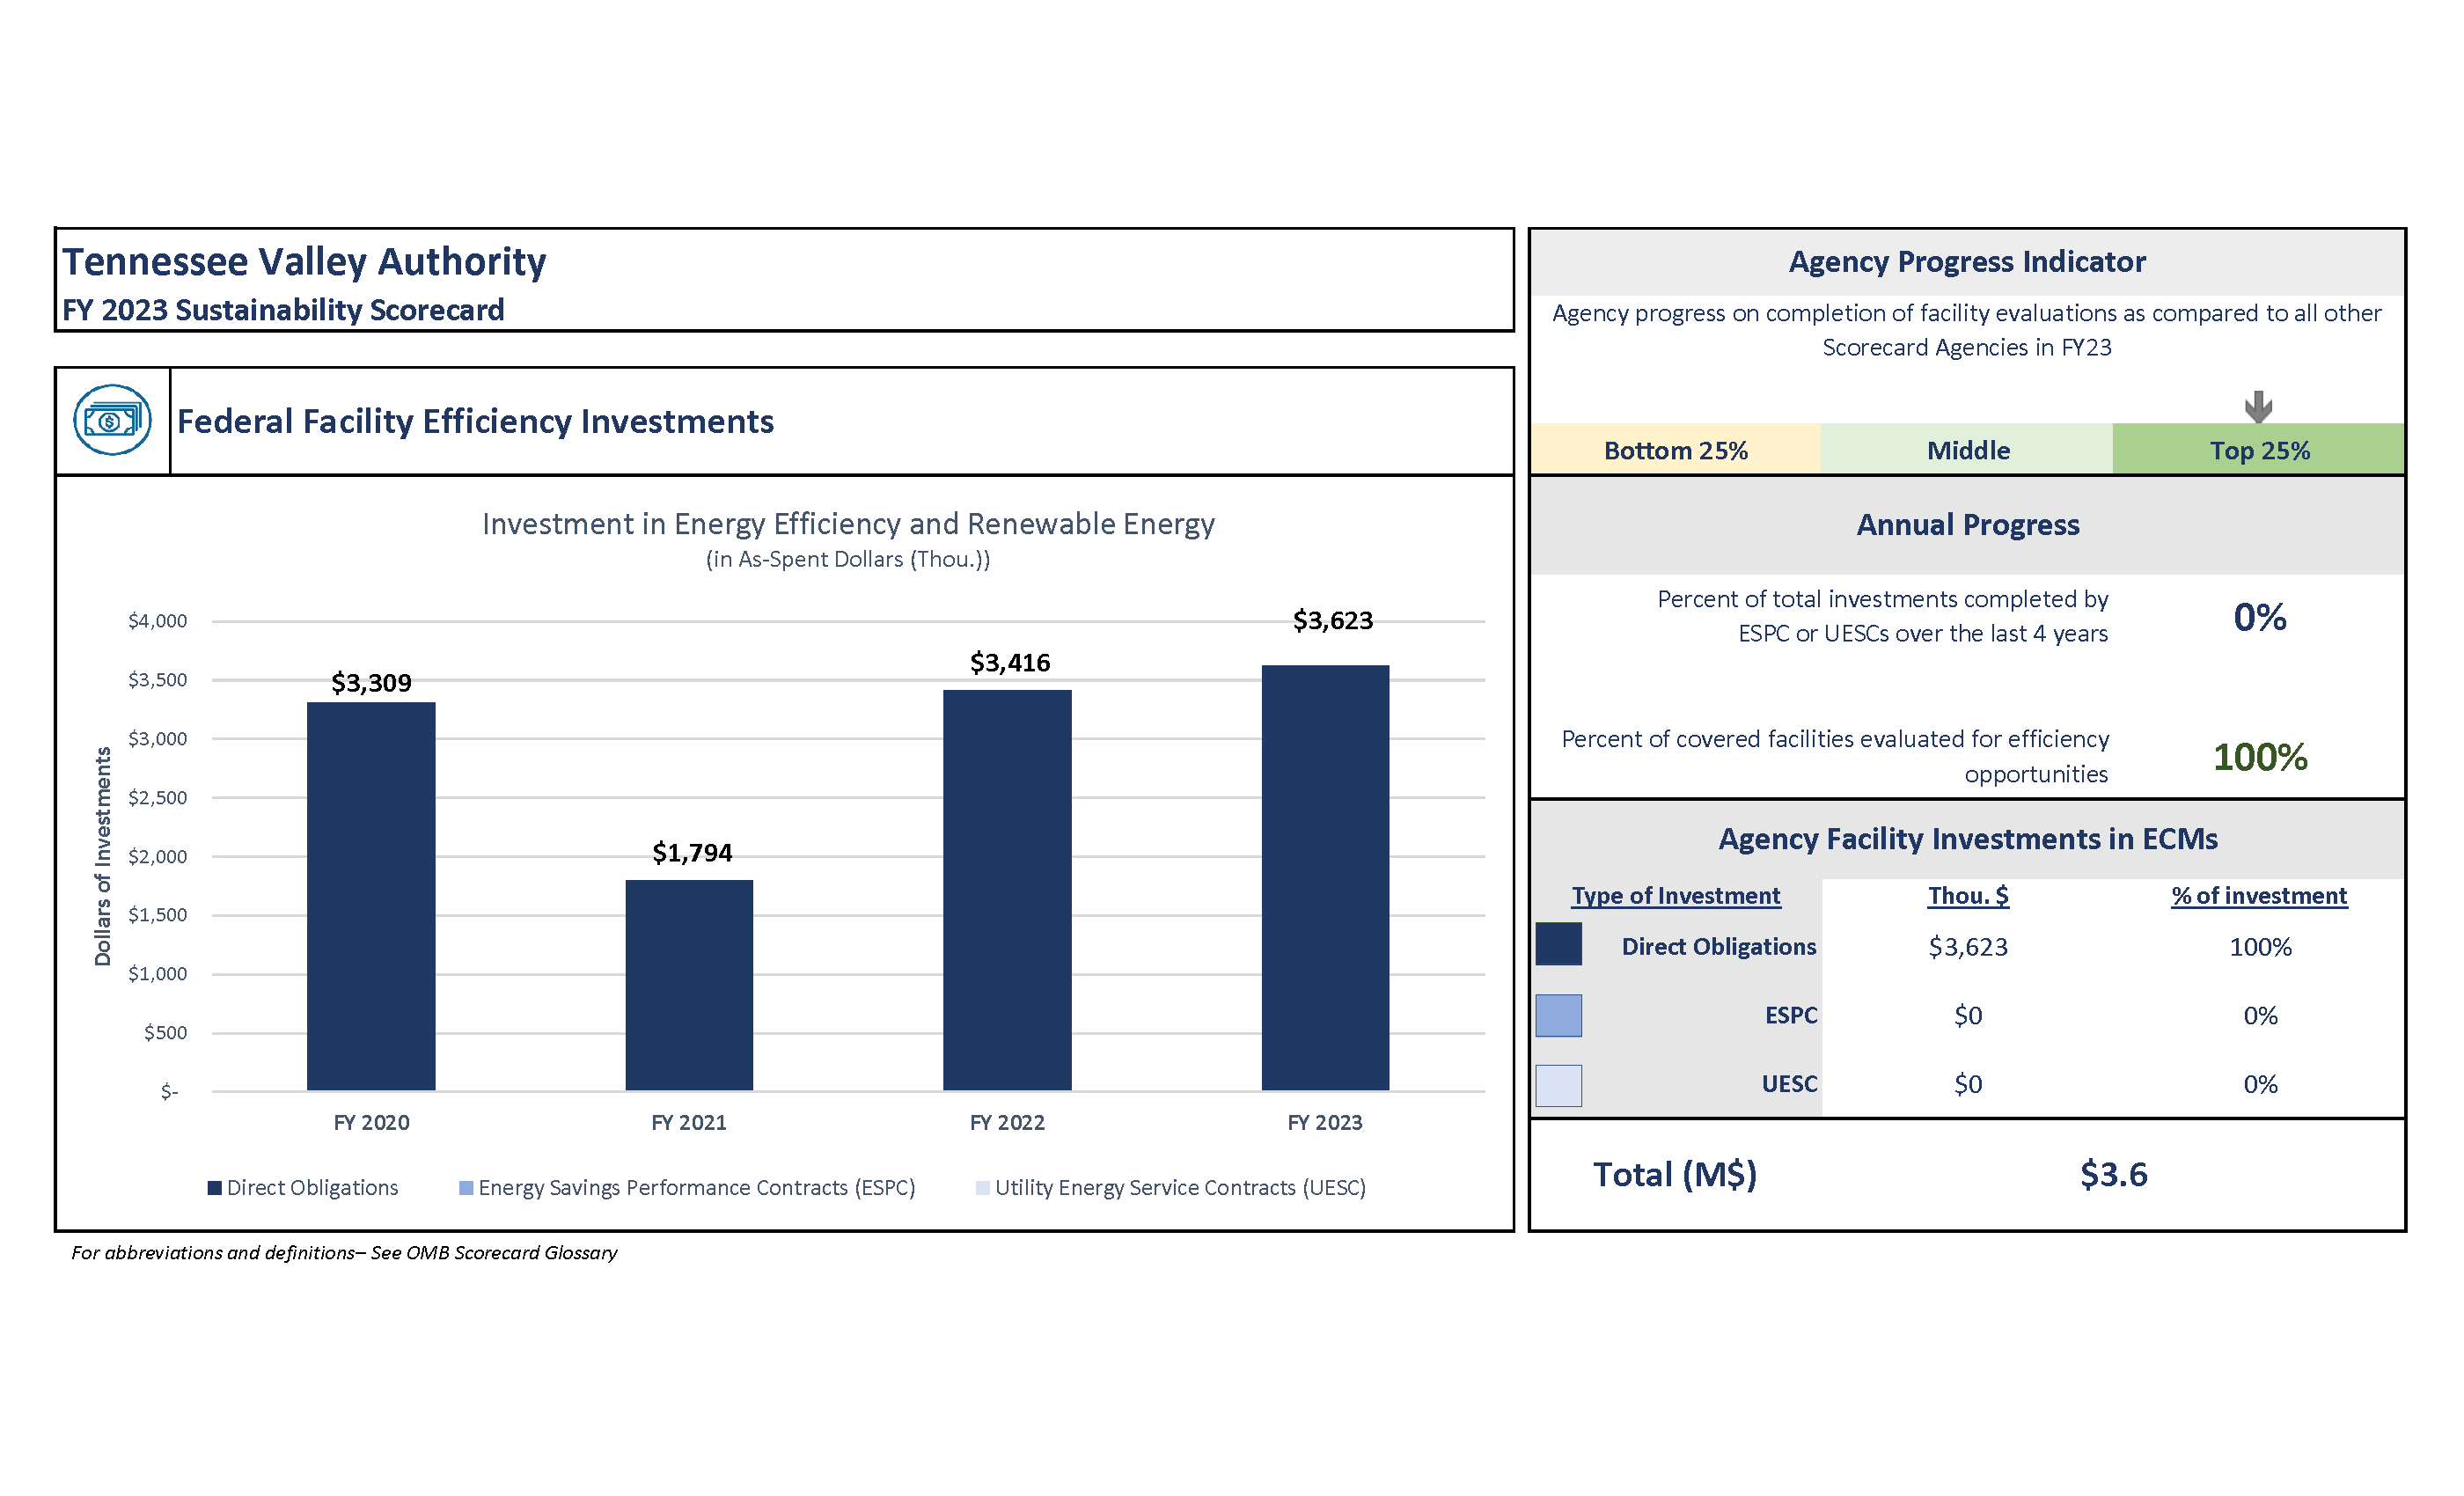 Tennessee Valley Authority
FY 2023 Sustainability Scorecard
Federal Facility Efficiency Investments
Investment in Energy Efficiency and Renewable Energy
(in As-Spent Dollars (Thou.))
Dollars of Investments
$4,000
$3,500
$3,000
$2,500
$2,000
$1,500
$1,000
$500
$-
$3,309
$1,794
$3,416
$3,623
FY 2020 FY 2021 FY 2022 FY 2023
Direct Obligations Energy Savings Performance Contracts (ESPC) Utility Energy Service Contracts (UESC)
For abbreviations and definitions– See OMB Scorecard Glossary
Agency Progress Indicator
Agency progress on completion of facility evaluations as compared to all other
Scorecard Agencies in FY23
Bottom 25% Middle Top 25%
Annual Progress
Percent of total investments completed by
ESPC or UESCs over the last 4 years
0%
Percent of covered facilities evaluated for efficiency
opportunities
100%
Agency Facility Investments in ECMs
Type of Investment Thou. $ % of investment
Direct Obligations $3,623 100%
ESPC $0 0%
UESC $0 0%
Total (M$) $3.6